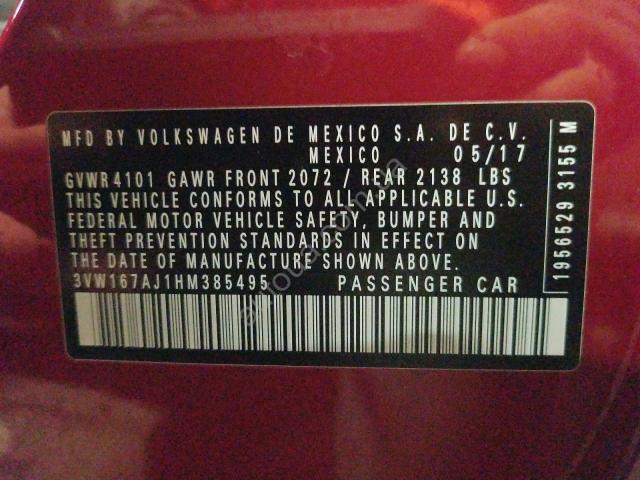 MFD BY VOLKSWAGEN DE MEXICO S.A. DE C.V.
MEXICO 05/17
GVWR 4101 GAWR FRONT 2072 / REAR 2138 LBS
THIS VEHICLE CONFORMS TO ALL APPLICABLE U.S.
FEDERAL MOTOR VEHICLE SAFETY, BUMPER AND
THEFT PREVENTION STANDARDS IN EFFECT ON
THE DATE OF MANUFACTURE SHOWN ABOVE.
3VW167AJ1HM385495 PASSENGER CAR
1956529 3155 M